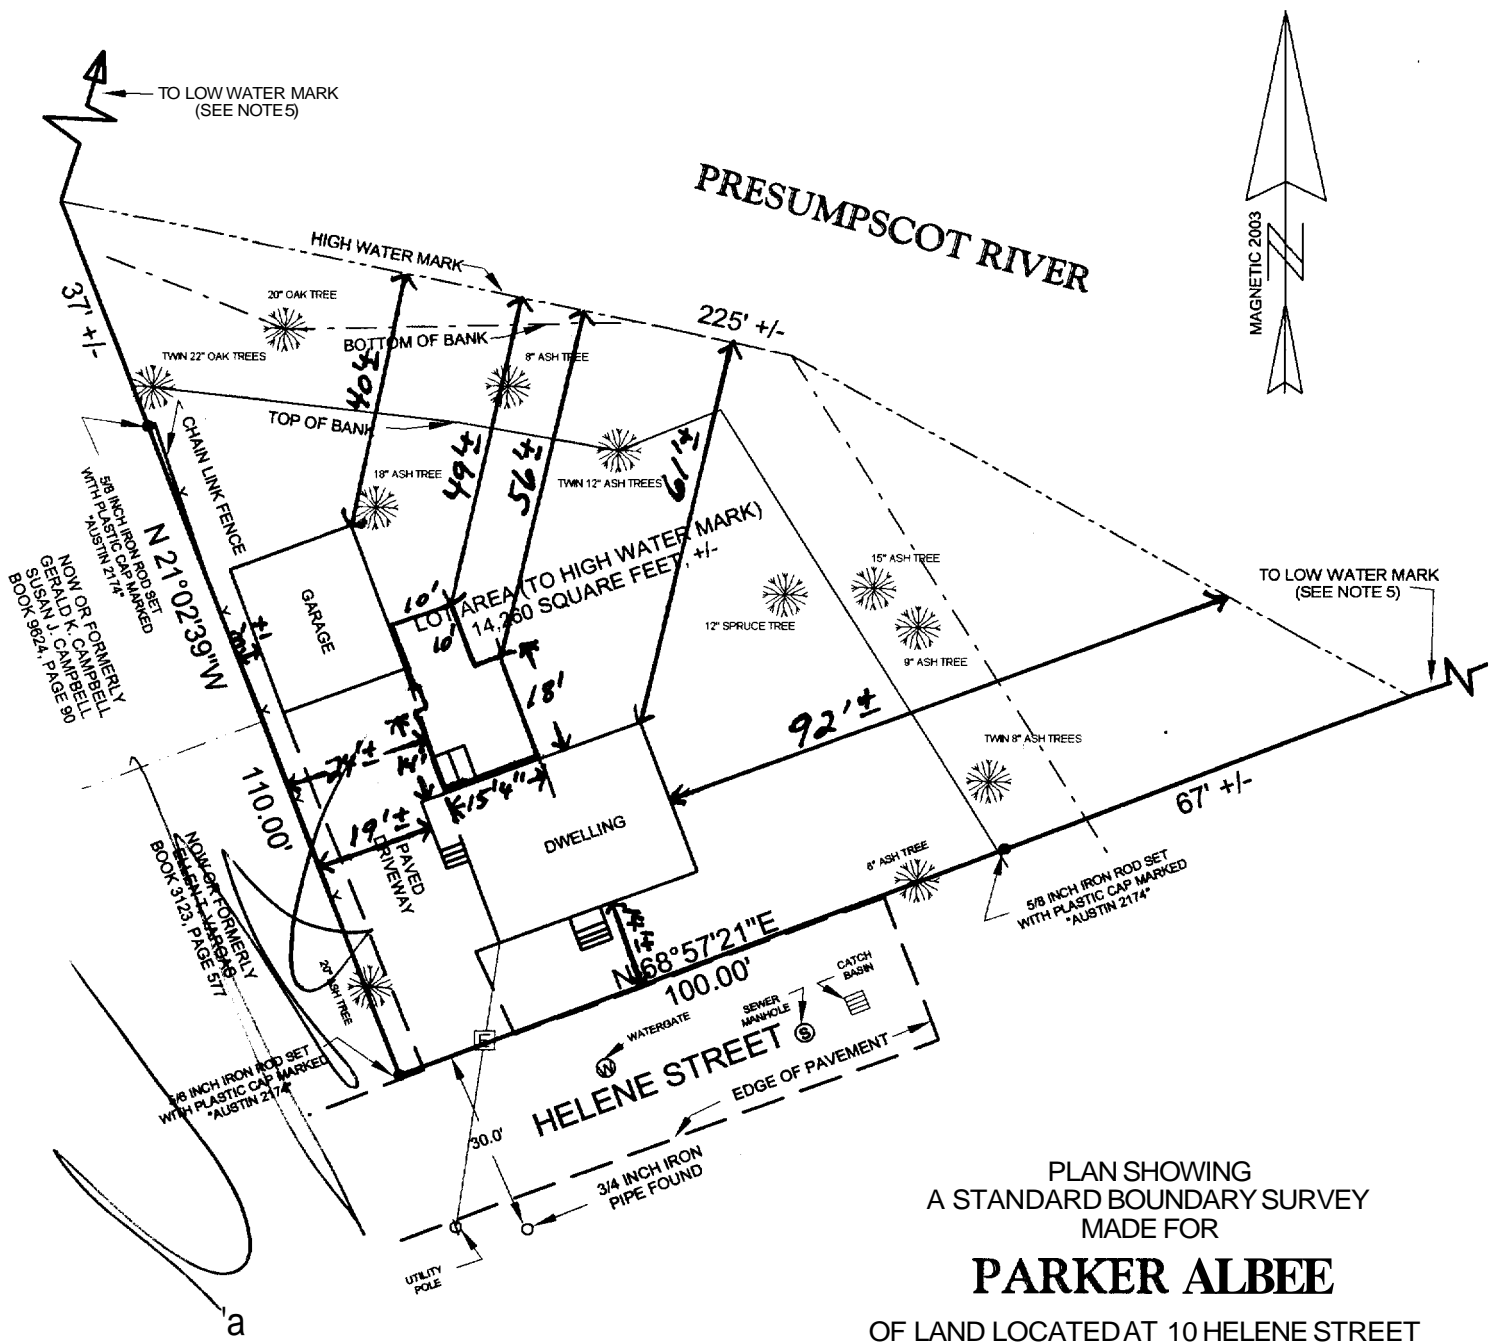 TO LOW WATER MARK
(SEE NOTE 5)
PRESUMPSCOT RIVER
MAGNETIC 2003
N
HIGH WATER MARK
37' +/-
20" OAK TREE
225' +/-
BOTTOM OF BANK
TWIN 22" OAK TREES
8" ASH TREE
40'±
TOP OF BANK
CHAIN LINK FENCE
49'±
56'±
61'±
18" ASH TREE
TWIN 12" ASH TREES
5/8 INCH IRON ROD SET
WITH PLASTIC CAP MARKED
"AUSTIN 2174"
N 21°02'39"W
NOW OR FORMERLY
GERALD K. CAMPBELL
SUSAN J. CAMPBELL
BOOK 9624, PAGE 90
LOT AREA (TO HIGH WATER MARK)
14,260 SQUARE FEET, +/-
15" ASH TREE
TO LOW WATER MARK
(SEE NOTE 5)
GARAGE
10'
10'
12" SPRUCE TREE
9" ASH TREE
18'
92'±
24'±
14'
TWIN 8" ASH TREES
110.00'
15'4"
67' +/-
19'±
PAVED
DRIVEWAY
DWELLING
NOW OR FORMERLY
ELLEN T. VARGAS
BOOK 3123, PAGE 577
8" ASH TREE
5/8 INCH IRON ROD SET
WITH PLASTIC CAP MARKED
"AUSTIN 2174"
14'±
N 68°57'21"E
100.00'
20" ASH TREE
CATCH
BASIN
SEWER
MANHOLE
S
WATERGATE
W
E
HELENE STREET
EDGE OF PAVEMENT
5/8 INCH IRON ROD SET
WITH PLASTIC CAP MARKED
"AUSTIN 2174"
30.0'
3/4 INCH IRON
PIPE FOUND
UTILITY
POLE
'a
PLAN SHOWING
A STANDARD BOUNDARY SURVEY
MADE FOR
PARKER ALBEE
OF LAND LOCATED AT 10 HELENE STREET